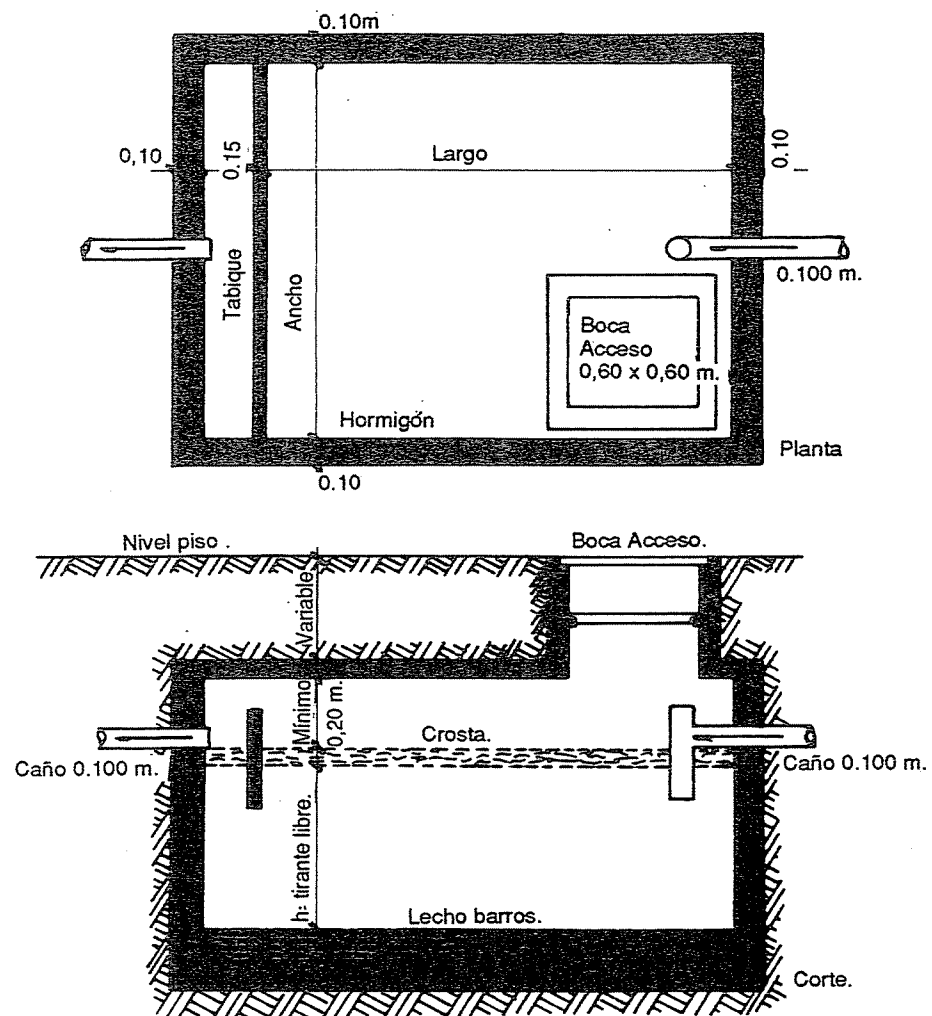 0.10m
0,10
0.15
Largo
0.10
0.100 m.
Tabique
Ancho
Boca
Acceso
0,60 x 0,60 m.
Hormigón
Planta
0.10
Nivel piso .
Boca Acceso.
Variable
Mínimo
0,20 m.
Crosta.
Caño 0.100 m.
Caño 0.100 m.
h: tirante libre.
Lecho barros.
Corte.